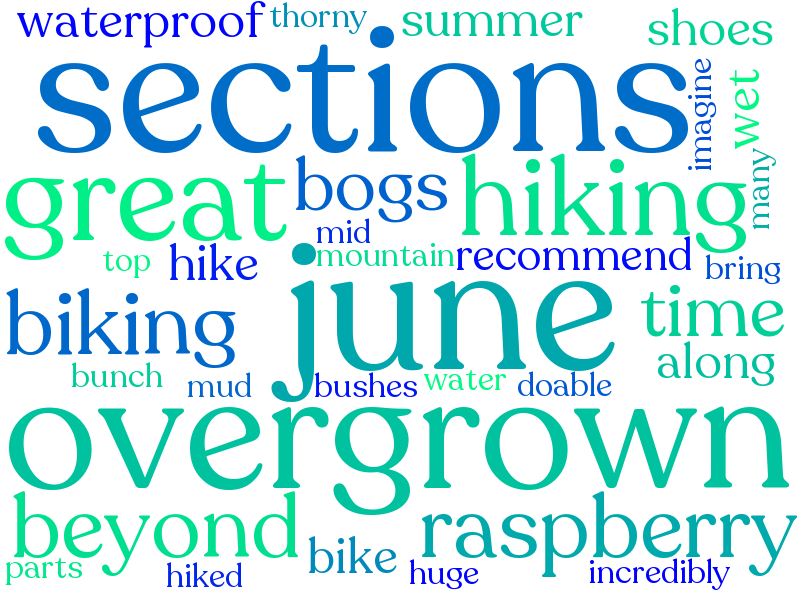 waterproof thorny summer shoes
sections imagine wet
great bogs hiking many
mid
top hike mountain recommend bring
biking june time
along
bunch mud bushes water doable
overgrown
beyond bike raspberry
parts hiked huge incredibly